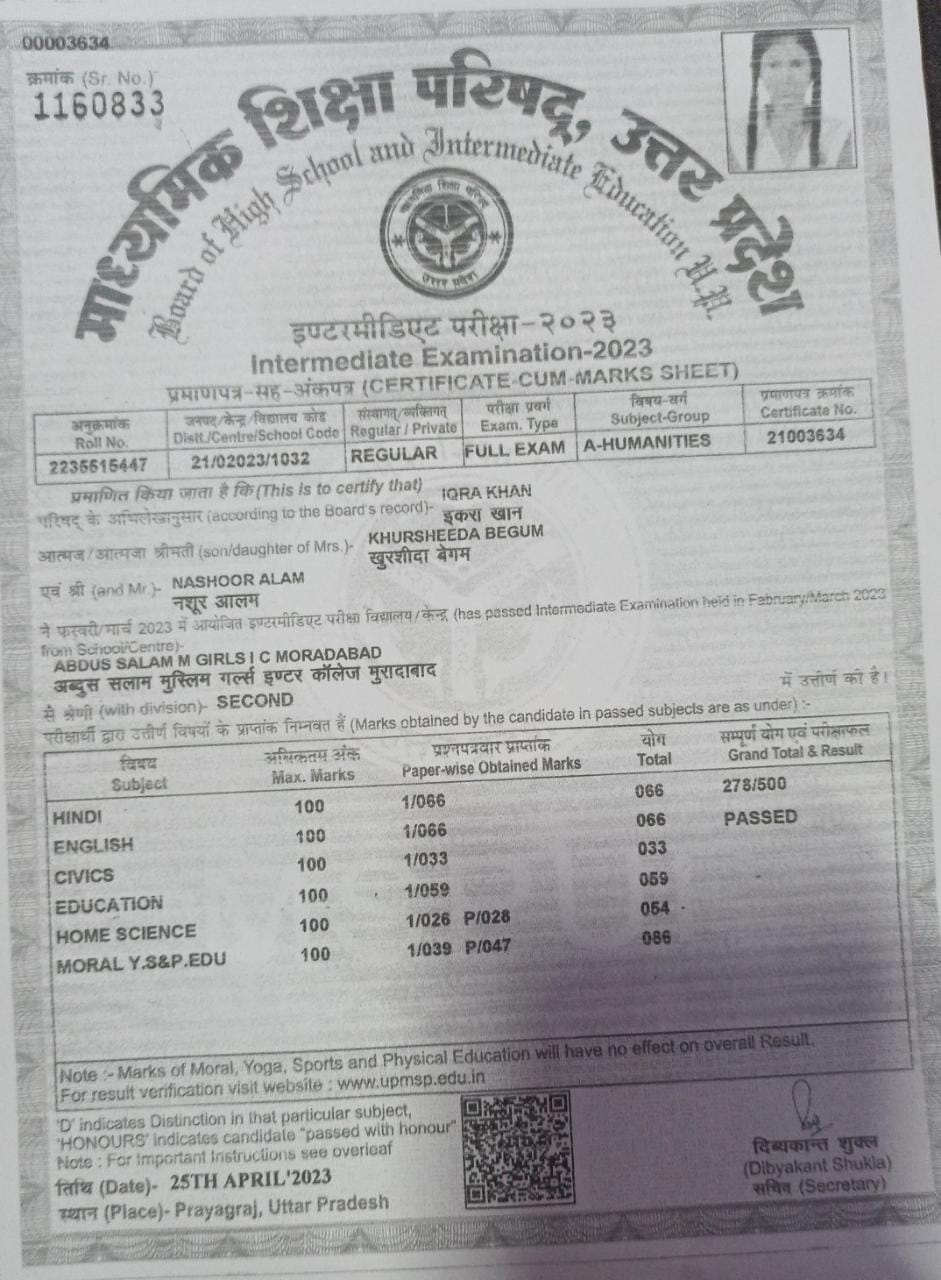 00003634
क्रमांक (Sr. No.)
1160833
माध्यमिक शिक्षा परिषद्, उत्तर प्रदेश
Board of High School and Intermediate Education U.P.
माध्यमिक शिक्षा परिषद
उत्तर प्रदेश
इण्टरमीडिएट परीक्षा-२०२३
Intermediate Examination-2023
प्रमाणपत्र-सह-अंकपत्र (CERTIFICATE-CUM-MARKS SHEET)
अनुक्रमांक जनपद/केन्द्र/विद्यालय कोड संस्थागत/व्यक्तिगत परीक्षा प्रवर्ग विषय-वर्ग प्रमाणपत्र क्रमांक
Roll No. Distt./Centre/School Code Regular / Private Exam. Type Subject-Group Certificate No.
2235615447 21/02023/1032 REGULAR FULL EXAM A-HUMANITIES 21003634
प्रमाणित किया जाता है कि (This is to certify that) IQRA KHAN
परिषद् के अभिलेखानुसार (according to the Board's record)- इकरा खान
आत्मज/आत्मजा श्रीमती (son/daughter of Mrs.)- KHURSHEEDA BEGUM
खुरशीदा बेगम
एवं श्री (and Mr.)- NASHOOR ALAM
नशूर आलम
ने फरवरी/मार्च 2023 में आयोजित इण्टरमीडिएट परीक्षा विद्यालय/केन्द्र (has passed Intermediate Examination held in Fabruary/March 2023
from School/Centre)-
ABDUS SALAM M GIRLS I C MORADABAD
अब्दुस सलाम मुस्लिम गर्ल्स इण्टर कॉलेज मुरादाबाद
में उत्तीर्ण की है।
से श्रेणी (with division)- SECOND
परीक्षार्थी द्वारा उत्तीर्ण विषयों के प्राप्तांक निम्नवत हैं (Marks obtained by the candidate in passed subjects are as under) :-
विषय अधिकतम अंक प्रश्नपत्रवार प्राप्तांक योग सम्पूर्ण योग एवं परीक्षाफल
Subject Max. Marks Paper-wise Obtained Marks Total Grand Total & Result
HINDI 100 1/066 066 278/500
ENGLISH 100 1/066 066 PASSED
CIVICS 100 1/033 033
EDUCATION 100 1/059 059
HOME SCIENCE 100 1/026 P/028 054
MORAL Y.S&P.EDU 100 1/039 P/047 086
Note :- Marks of Moral, Yoga, Sports and Physical Education will have no effect on overall Result.
For result verification visit website : www.upmsp.edu.in
'D' indicates Distinction in that particular subject,
'HONOURS' indicates candidate "passed with honour"
Note : For Important Instructions see overleaf
तिथि (Date)- 25TH APRIL'2023
स्थान (Place)- Prayagraj, Uttar Pradesh
दिब्यकान्त शुक्ल
(Dibyakant Shukla)
सचिव (Secretary)